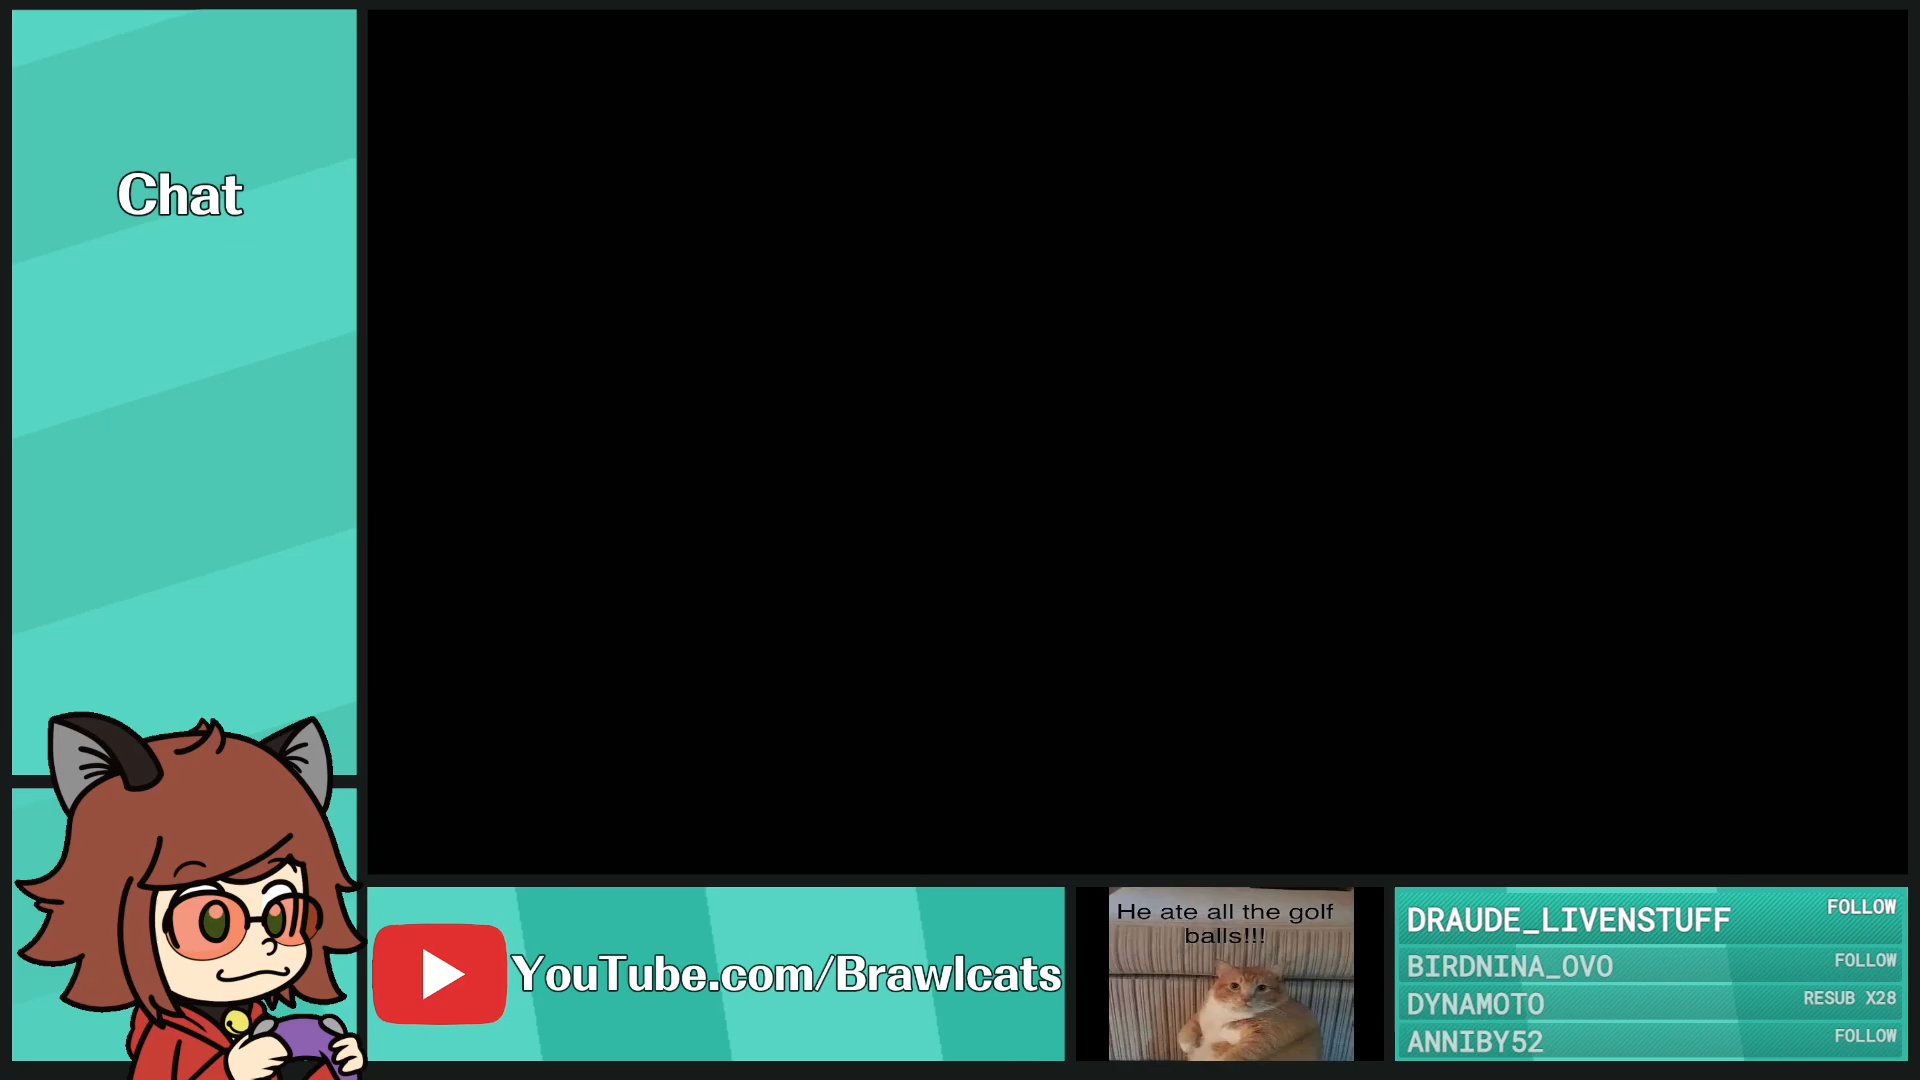 Chat
YouTube.com/Brawlcats
He ate all the golf
balls!!!
DRAUDE_LIVENSTUFF FOLLOW
BIRDNINA_OVO FOLLOW
DYNAMOTO RESUB X28
ANNIBY52 FOLLOW